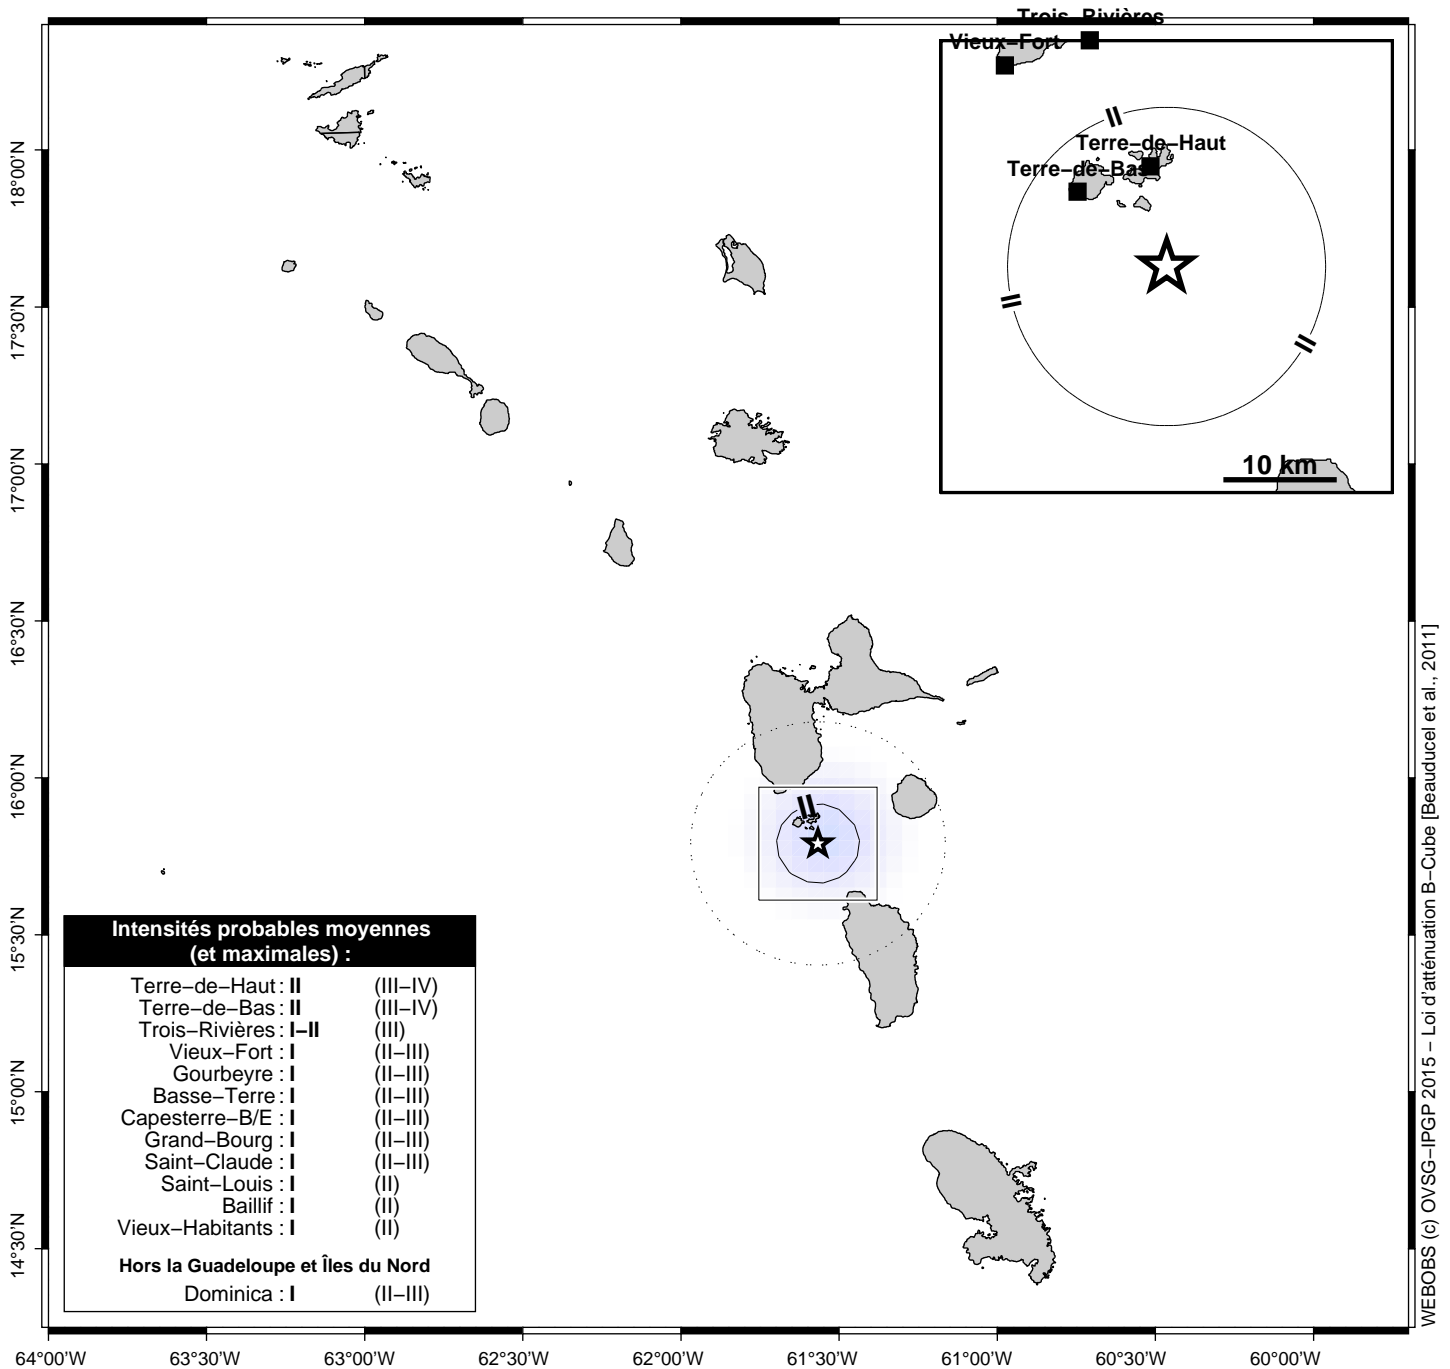 Trois–Rivières
Vieux–Fort
II
Terre–de–Haut
Terre–de–Bas
II
II
10 km
18°00'N
17°30'N
17°00'N
16°30'N
16°00'N
15°30'N
15°00'N
14°30'N
II
Intensités probables moyennes
(et maximales) :
Terre–de–Haut : II (III–IV)
Terre–de–Bas : II (III–IV)
Trois–Rivières : I–II (III)
Vieux–Fort : I (II–III)
Gourbeyre : I (II–III)
Basse–Terre : I (II–III)
Capesterre–B/E : I (II–III)
Grand–Bourg : I (II–III)
Saint–Claude : I (II–III)
Saint–Louis : I (II)
Baillif : I (II)
Vieux–Habitants : I (II)
Hors la Guadeloupe et Îles du Nord
Dominica : I (II–III)
64°00'W 63°30'W 63°00'W 62°30'W 62°00'W 61°30'W 61°00'W 60°30'W 60°00'W
WEBOBS (c) OVSG–IPGP 2015 – Loi d'atténuation B–Cube [Beauducel et al., 2011]